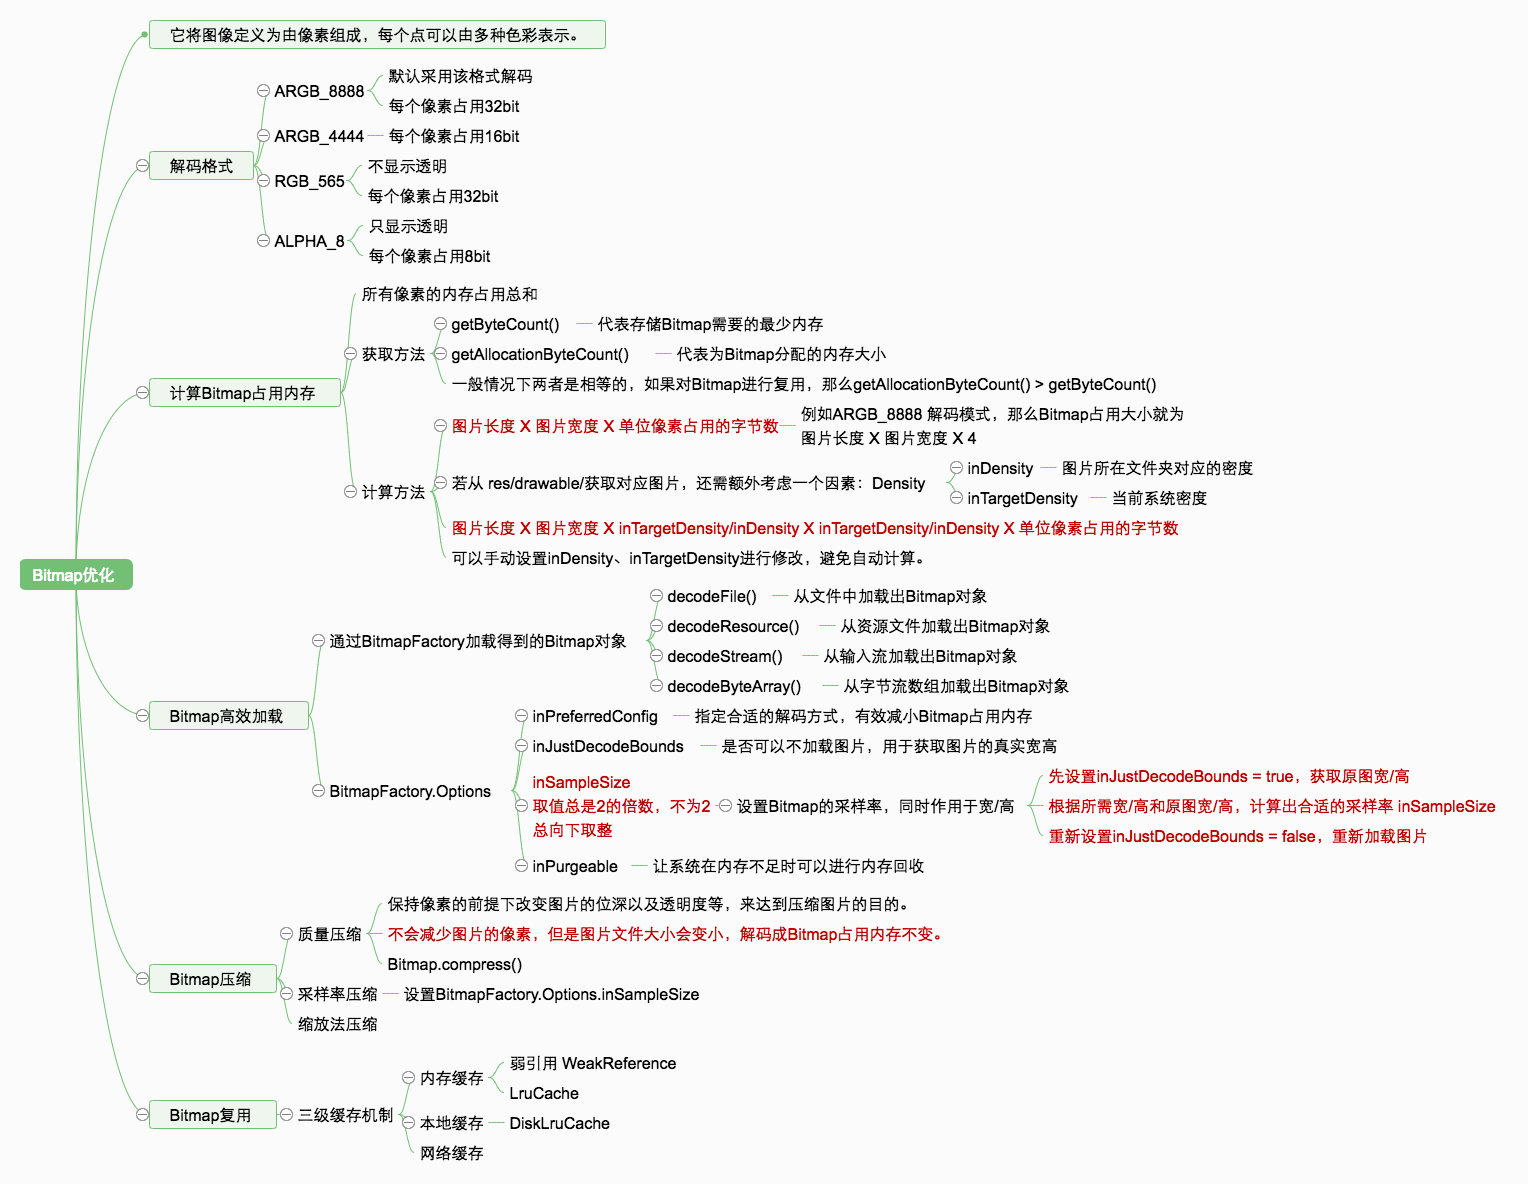 Bitmap优化
它将图像定义为由像素组成，每个点可以由多种色彩表示。
解码格式
ARGB_8888
默认采用该格式解码
每个像素占用32bit
ARGB_4444
每个像素占用16bit
RGB_565
不显示透明
每个像素占用32bit
ALPHA_8
只显示透明
每个像素占用8bit
计算Bitmap占用内存
所有像素的内存占用总和
获取方法
getByteCount()
代表存储Bitmap需要的最少内存
getAllocationByteCount()
代表为Bitmap分配的内存大小
一般情况下两者是相等的，如果对Bitmap进行复用，那么getAllocationByteCount() > getByteCount()
计算方法
图片长度 X 图片宽度 X 单位像素占用的字节数
例如ARGB_8888 解码模式，那么Bitmap占用大小就为
图片长度 X 图片宽度 X 4
若从 res/drawable/获取对应图片，还需额外考虑一个因素：Density
inDensity
图片所在文件夹对应的密度
inTargetDensity
当前系统密度
图片长度 X 图片宽度 X inTargetDensity/inDensity X inTargetDensity/inDensity X 单位像素占用的字节数
可以手动设置inDensity、inTargetDensity进行修改，避免自动计算。
Bitmap高效加载
通过BitmapFactory加载得到的Bitmap对象
decodeFile()
从文件中加载出Bitmap对象
decodeResource()
从资源文件加载出Bitmap对象
decodeStream()
从输入流加载出Bitmap对象
decodeByteArray()
从字节流数组加载出Bitmap对象
BitmapFactory.Options
inPreferredConfig
指定合适的解码方式，有效减小Bitmap占用内存
inJustDecodeBounds
是否可以不加载图片，用于获取图片的真实宽高
inSampleSize
取值总是2的倍数，不为2
总向下取整
设置Bitmap的采样率，同时作用于宽/高
先设置inJustDecodeBounds = true，获取原图宽/高
根据所需宽/高和原图宽/高，计算出合适的采样率 inSampleSize
重新设置inJustDecodeBounds = false，重新加载图片
inPurgeable
让系统在内存不足时可以进行内存回收
Bitmap压缩
质量压缩
保持像素的前提下改变图片的位深以及透明度等，来达到压缩图片的目的。
不会减少图片的像素，但是图片文件大小会变小，解码成Bitmap占用内存不变。
Bitmap.compress()
采样率压缩
设置BitmapFactory.Options.inSampleSize
缩放法压缩
Bitmap复用
三级缓存机制
内存缓存
弱引用 WeakReference
LruCache
本地缓存
DiskLruCache
网络缓存